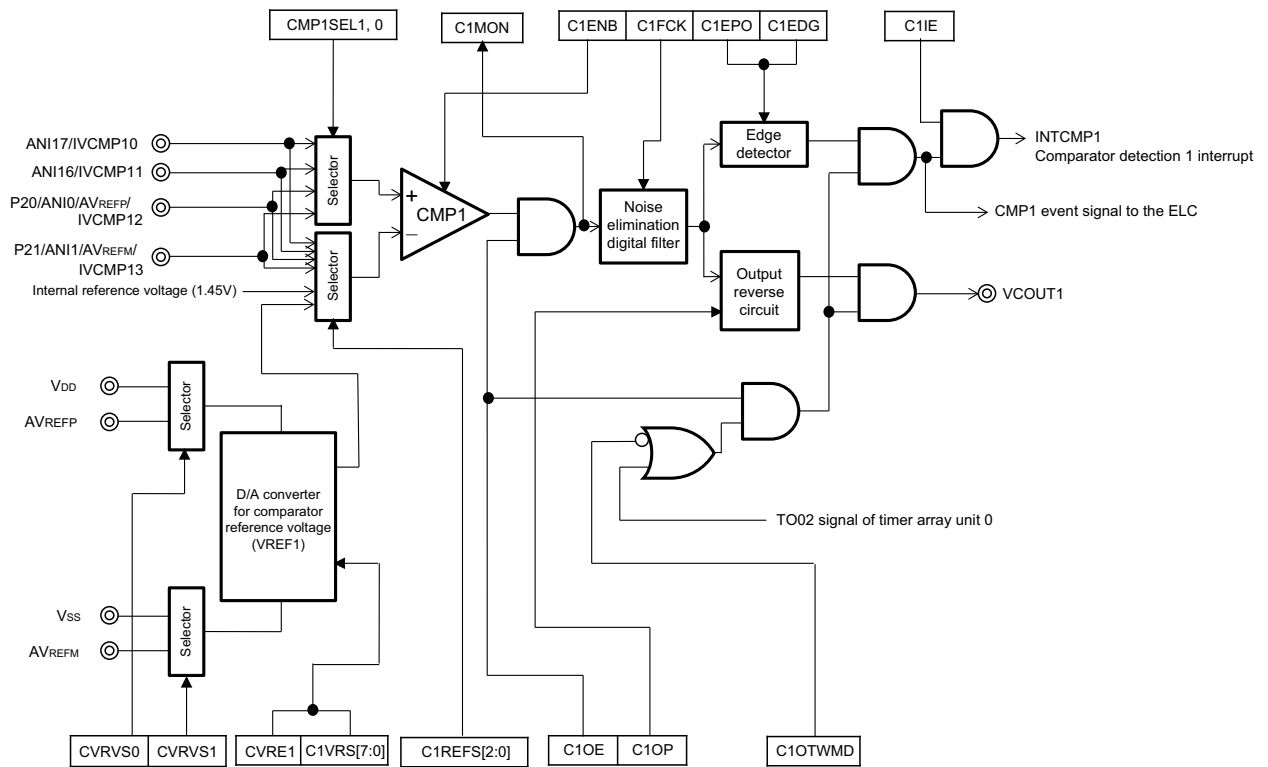 CMP1SEL1, 0
C1MON
C1ENB
C1FCK
C1EPO
C1EDG
C1IE
ANI17/IVCMP10
ANI16/IVCMP11
P20/ANI0/AVREFP/
IVCMP12
P21/ANI1/AVREFM/
IVCMP13
Internal reference voltage (1.45V)
Selector
Selector
+
CMP1
−
Noise
elimination
digital filter
Edge
detector
Output
reverse
circuit
INTCMP1
Comparator detection 1 interrupt
CMP1 event signal to the ELC
VCOUT1
VDD
AVREFP
Selector
D/A converter
for comparator
reference voltage
(VREF1)
TO02 signal of timer array unit 0
VSS
AVREFM
Selector
CVRVS0
CVRVS1
CVRE1
C1VRS[7:0]
C1REFS[2:0]
C1OE
C1OP
C1OTWMD